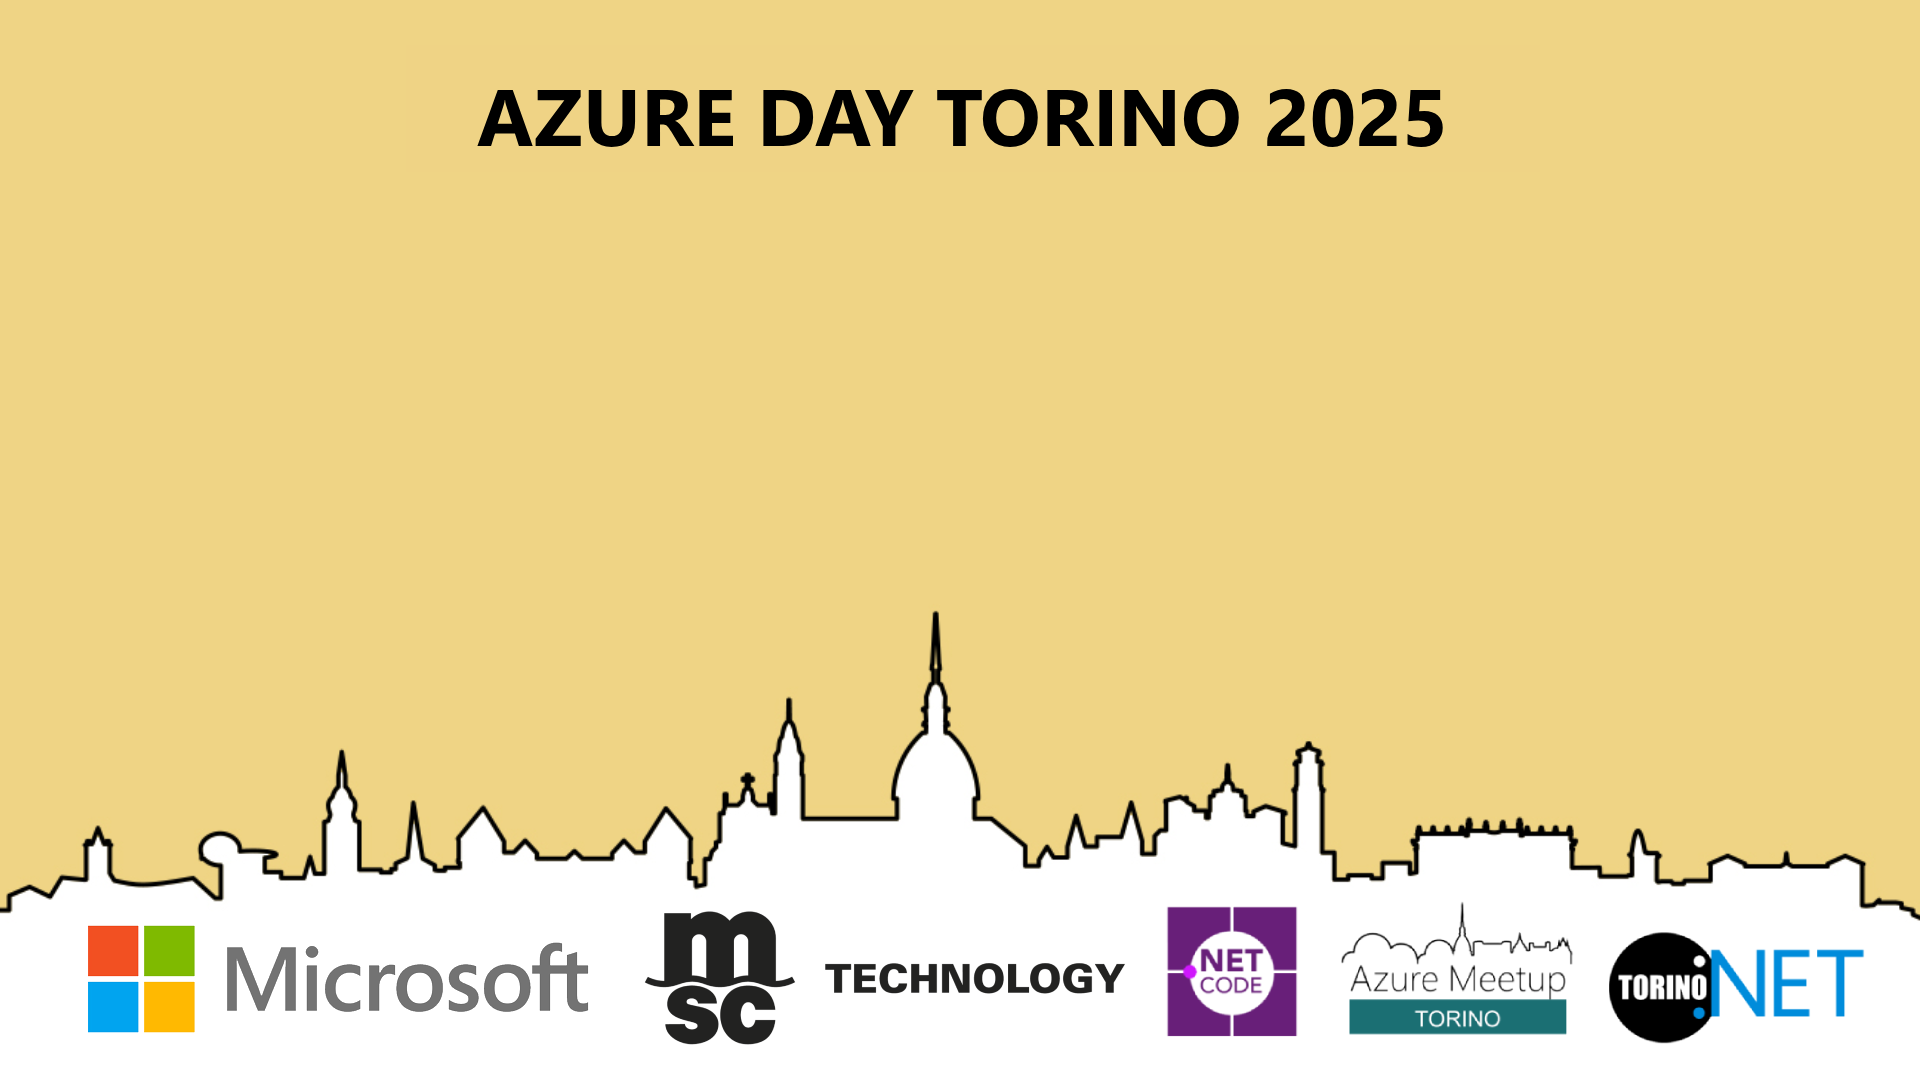 AZURE DAY TORINO 2025
Microsoft
msc
TECHNOLOGY
NET
CODE
Azure Meetup
TORINO
TORINO NET